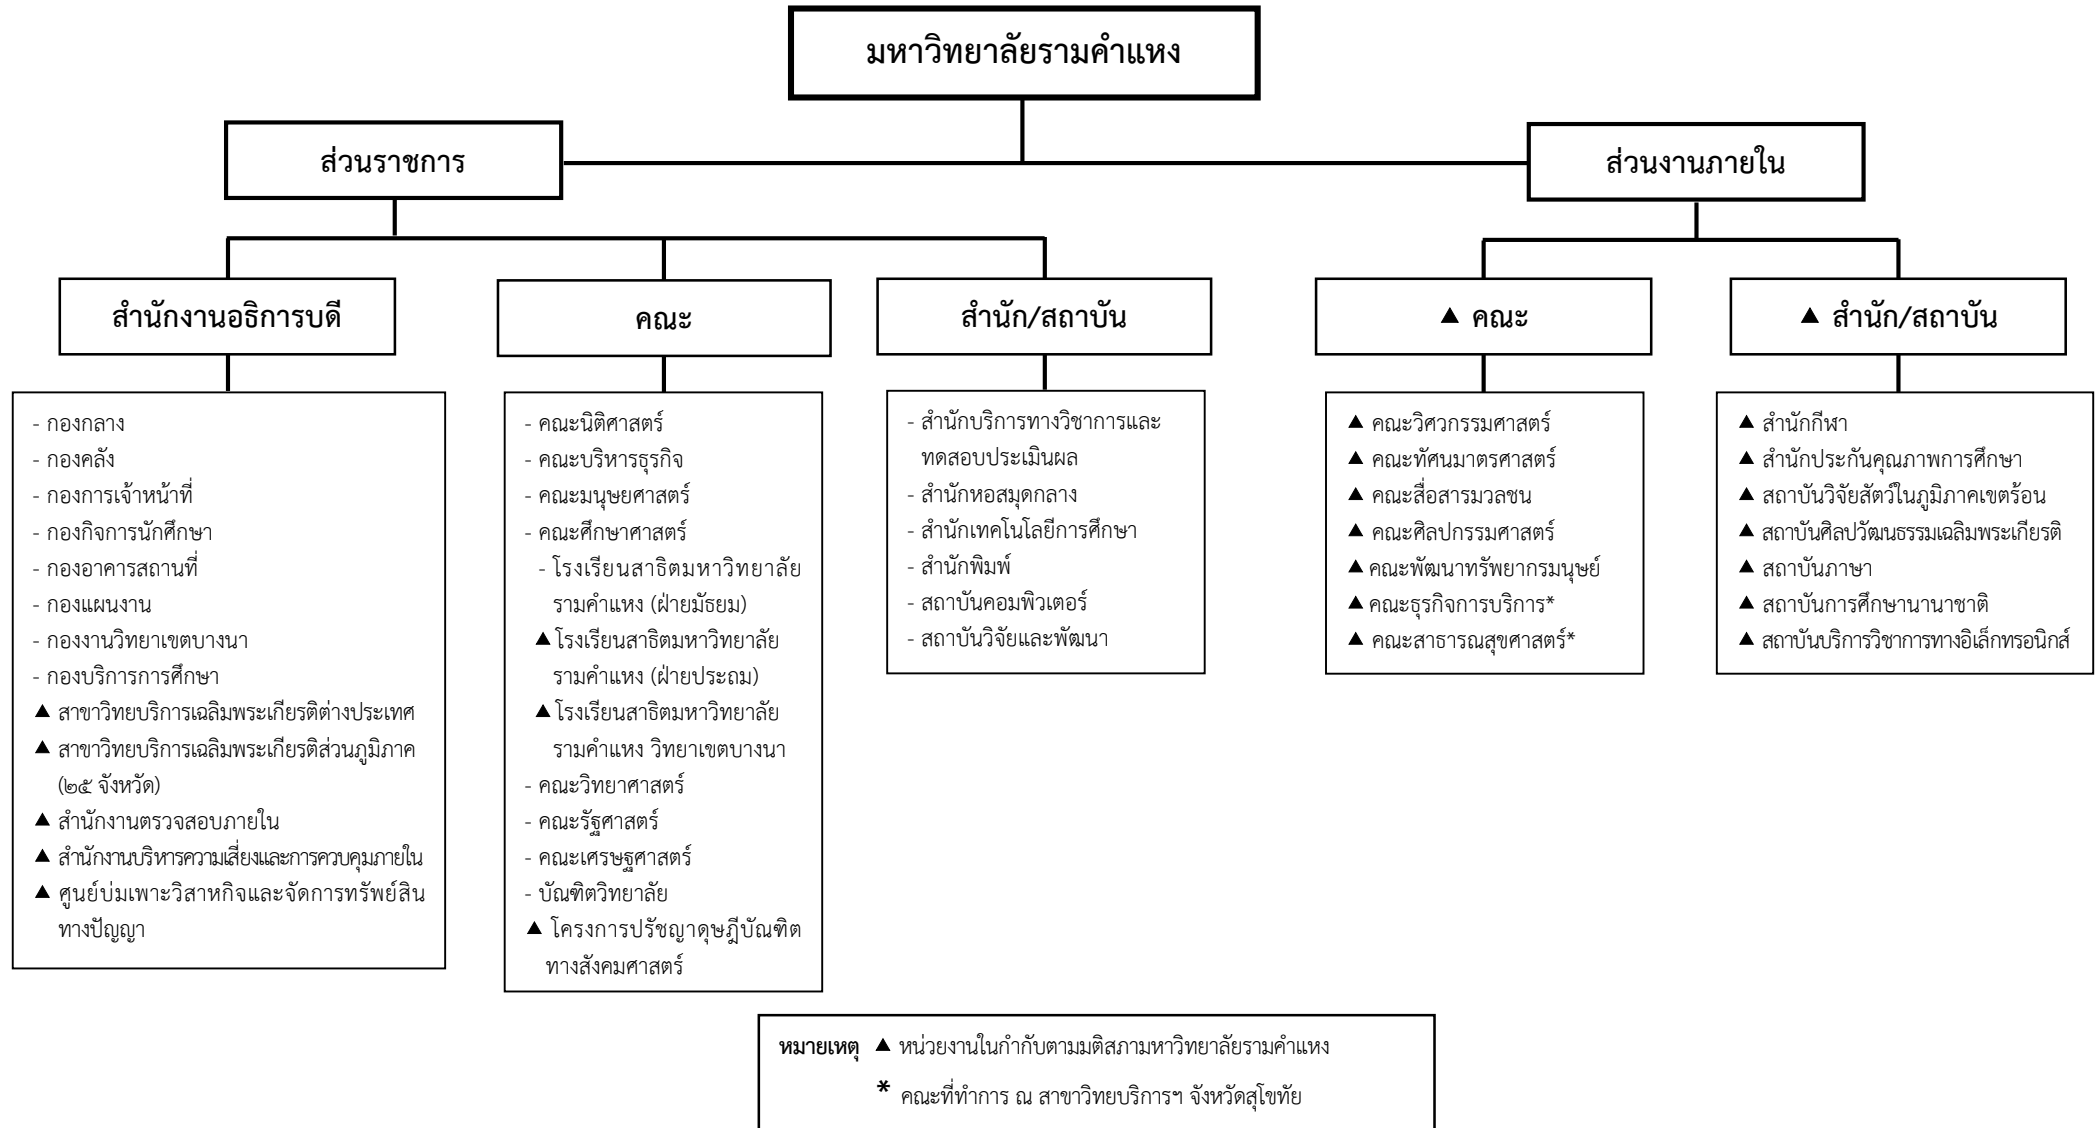 มหาวิทยาลัยรามคำแหง
ส่วนราชการ
ส่วนงานภายใน
สำนักงานอธิการบดี
คณะ
สำนัก/สถาบัน
▲ คณะ
▲ สำนัก/สถาบัน
- กองกลาง
- กองคลัง
- กองการเจ้าหน้าที่
- กองกิจการนักศึกษา
- กองอาคารสถานที่
- กองแผนงาน
- กองงานวิทยาเขตบางนา
- กองบริการการศึกษา
▲ สาขาวิทยบริการเฉลิมพระเกียรติต่างประเทศ
▲ สาขาวิทยบริการเฉลิมพระเกียรติส่วนภูมิภาค
(๒๕ จังหวัด)
▲ สำนักงานตรวจสอบภายใน
▲ สำนักงานบริหารความเสี่ยงและการควบคุมภายใน
▲ ศูนย์บ่มเพาะวิสาหกิจและจัดการทรัพย์สิน
ทางปัญญา
- คณะนิติศาสตร์
- คณะบริหารธุรกิจ
- คณะมนุษยศาสตร์
- คณะศึกษาศาสตร์
- โรงเรียนสาธิตมหาวิทยาลัย
รามคำแหง (ฝ่ายมัธยม)
▲ โรงเรียนสาธิตมหาวิทยาลัย
รามคำแหง (ฝ่ายประถม)
▲ โรงเรียนสาธิตมหาวิทยาลัย
รามคำแหง วิทยาเขตบางนา
- คณะวิทยาศาสตร์
- คณะรัฐศาสตร์
- คณะเศรษฐศาสตร์
- บัณฑิตวิทยาลัย
▲ โครงการปรัชญาดุษฎีบัณฑิต
ทางสังคมศาสตร์
- สำนักบริการทางวิชาการและ
ทดสอบประเมินผล
- สำนักหอสมุดกลาง
- สำนักเทคโนโลยีการศึกษา
- สำนักพิมพ์
- สถาบันคอมพิวเตอร์
- สถาบันวิจัยและพัฒนา
▲ คณะวิศวกรรมศาสตร์
▲ คณะทัศนมาตรศาสตร์
▲ คณะสื่อสารมวลชน
▲ คณะศิลปกรรมศาสตร์
▲ คณะพัฒนาทรัพยากรมนุษย์
▲ คณะธุรกิจการบริการ*
▲ คณะสาธารณสุขศาสตร์*
▲ สำนักกีฬา
▲ สำนักประกันคุณภาพการศึกษา
▲ สถาบันวิจัยสัตว์ในภูมิภาคเขตร้อน
▲ สถาบันศิลปวัฒนธรรมเฉลิมพระเกียรติ
▲ สถาบันภาษา
▲ สถาบันการศึกษานานาชาติ
▲ สถาบันบริการวิชาการทางอิเล็กทรอนิกส์
หมายเหตุ ▲ หน่วยงานในกำกับตามมติสภามหาวิทยาลัยรามคำแหง
* คณะที่ทำการ ณ สาขาวิทยบริการฯ จังหวัดสุโขทัย